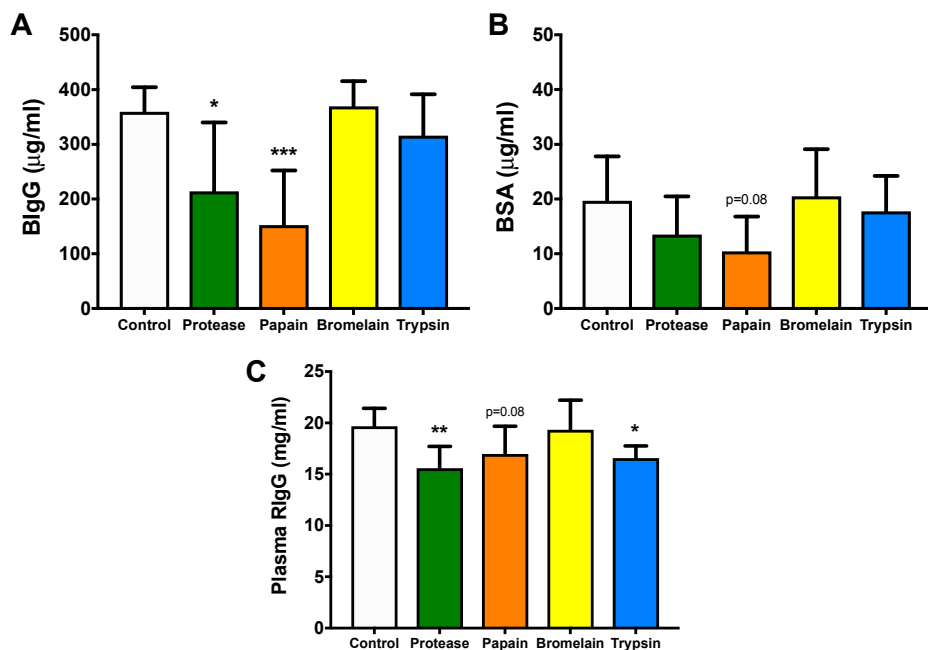 A
BIgG (μg/ml)
500
400
300
200
100
0
*
***
Control Protease Papain Bromelain Trypsin
B
BSA (μg/ml)
50
40
30
20
10
0
p=0.08
Control Protease Papain Bromelain Trypsin
C
Plasma RIgG (mg/ml)
25
20
15
10
5
0
**
p=0.08
*
Control Protease Papain Bromelain Trypsin